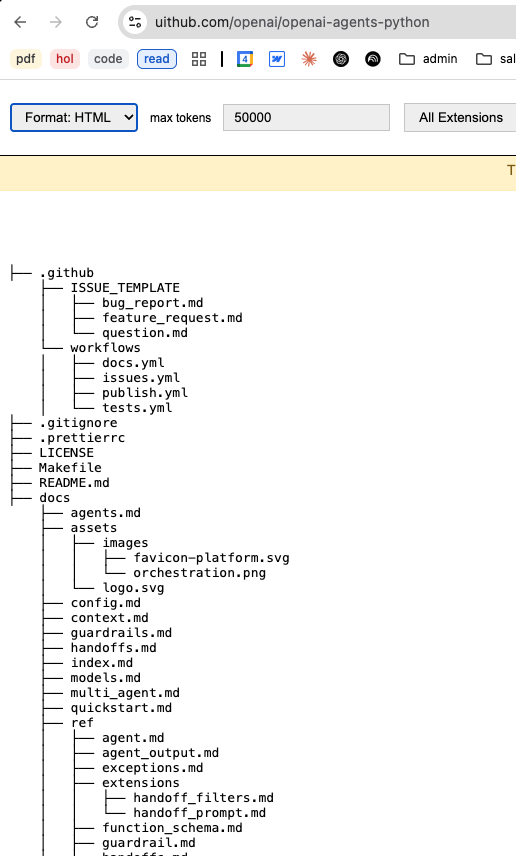 uithub.com/openai/openai-agents-python
pdf hol code read 4 admin sal
Format: HTML max tokens 50000 All Extensions
T
├── .github
│   ├── ISSUE_TEMPLATE
│   │   ├── bug_report.md
│   │   ├── feature_request.md
│   │   └── question.md
│   └── workflows
│   │   ├── docs.yml
│   │   ├── issues.yml
│   │   ├── publish.yml
│   │   └── tests.yml
├── .gitignore
├── .prettierrc
├── LICENSE
├── Makefile
├── README.md
├── docs
│   ├── agents.md
│   ├── assets
│   │   ├── images
│   │   │   ├── favicon-platform.svg
│   │   │   └── orchestration.png
│   │   └── logo.svg
│   ├── config.md
│   ├── context.md
│   ├── guardrails.md
│   ├── handoffs.md
│   ├── index.md
│   ├── models.md
│   ├── multi_agent.md
│   ├── quickstart.md
│   ├── ref
│   │   ├── agent.md
│   │   ├── agent_output.md
│   │   ├── exceptions.md
│   │   ├── extensions
│   │   │   ├── handoff_filters.md
│   │   │   └── handoff_prompt.md
│   │   ├── function_schema.md
│   │   ├── guardrail.md